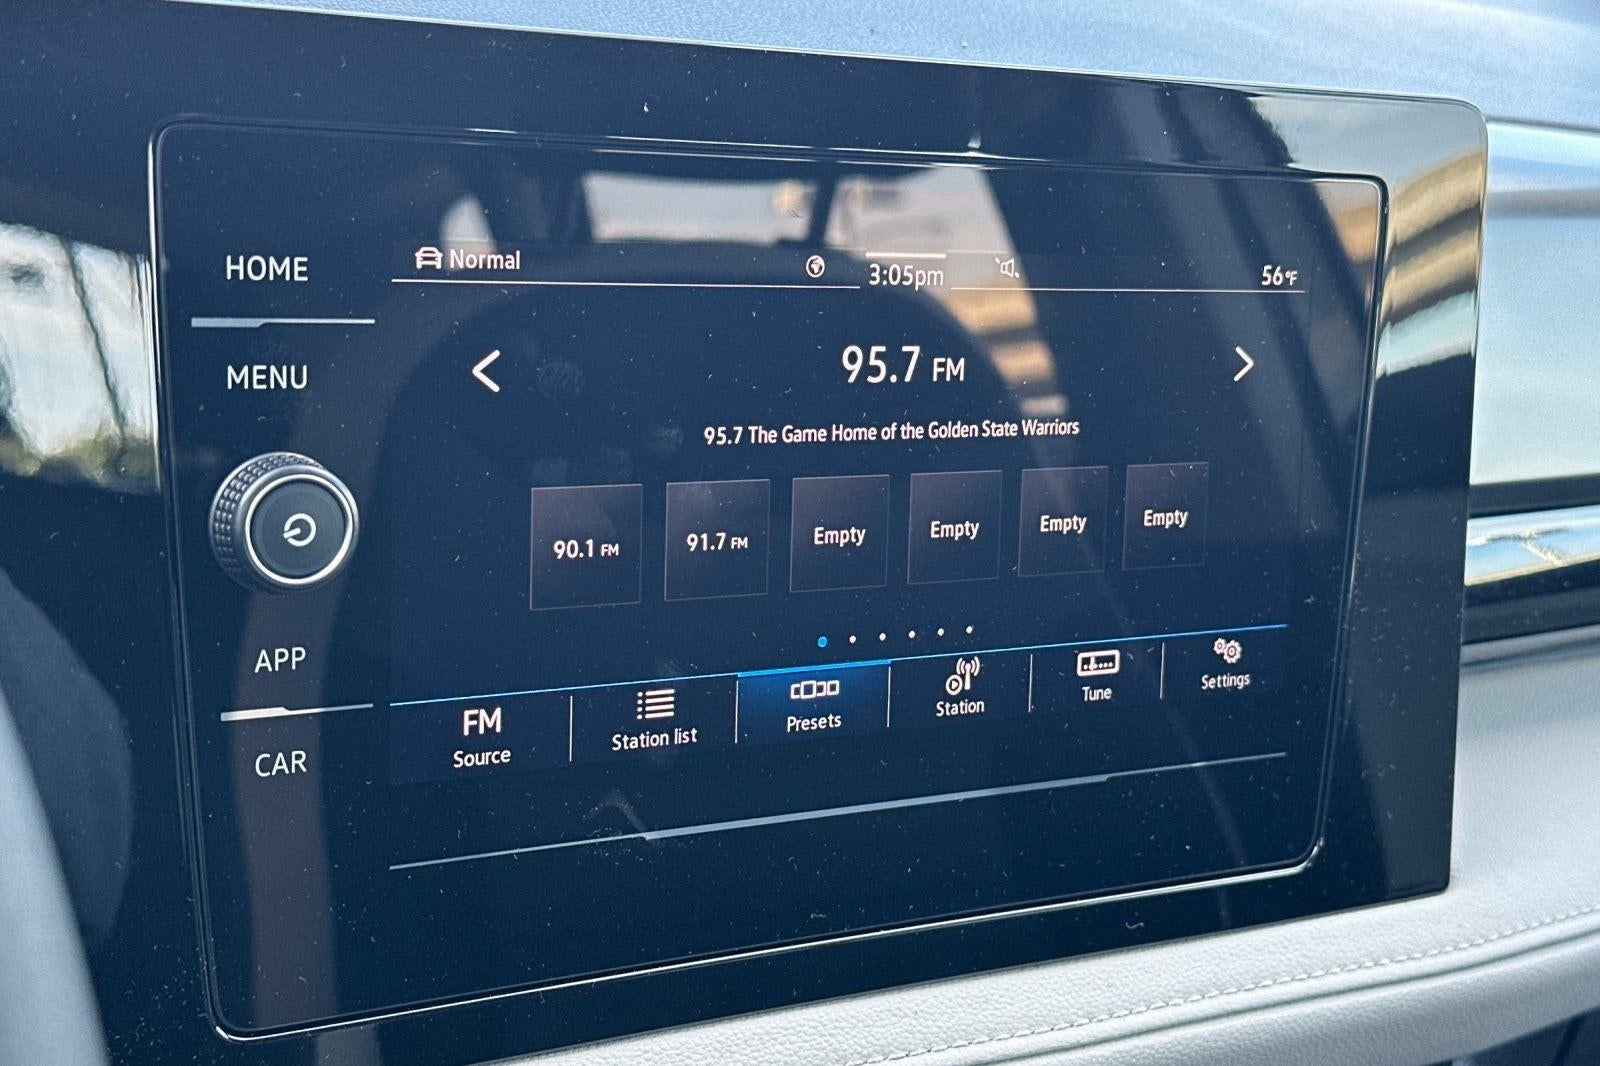 HOME
MENU
APP
CAR
Normal
3:05pm
56°F
95.7 FM
95.7 The Game Home of the Golden State Warriors
90.1 FM
91.7 FM
Empty
Empty
Empty
Empty
FM
Source
Station list
Presets
Station
Tune
Settings